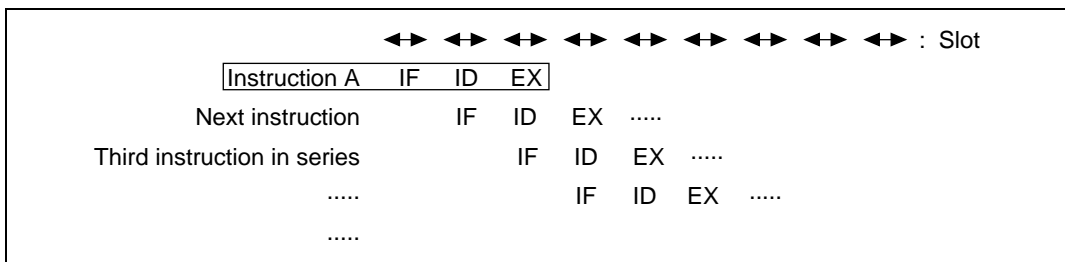 : Slot
Instruction A IF ID EX
Next instruction IF ID EX .....
Third instruction in series IF ID EX .....
..... IF ID EX .....
.....